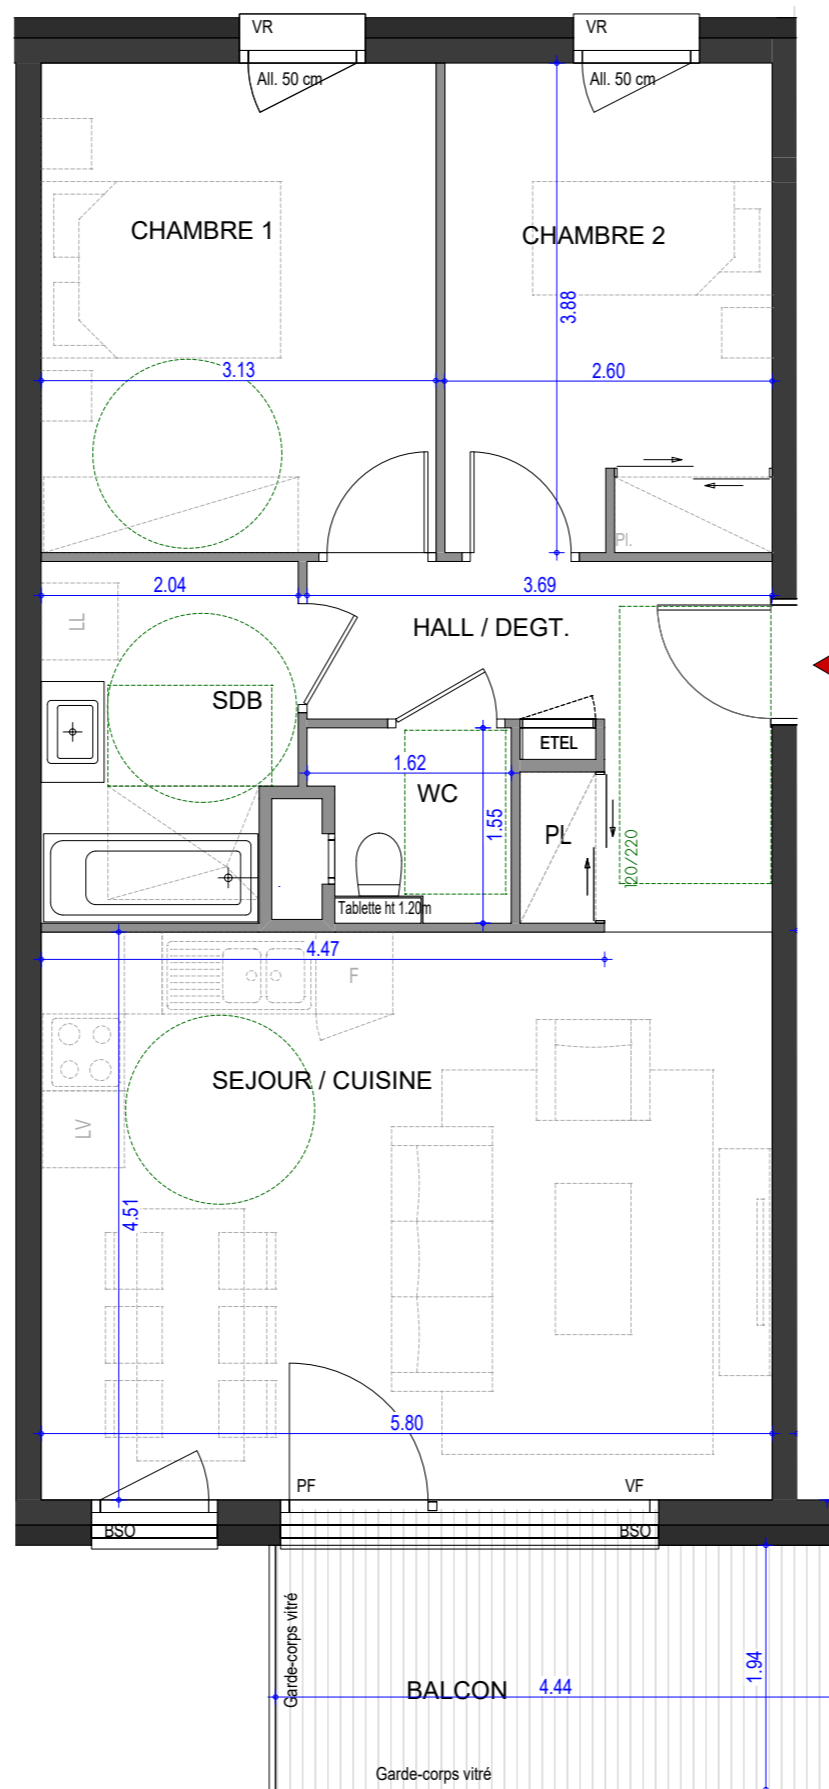 VR
VR
All. 50 cm
All. 50 cm
CHAMBRE 1
CHAMBRE 2
3.88
3.13
2.60
Pl.
2.04
3.69
LL
HALL / DEGT.
SDB
ETEL
1.62
WC
1.55
PL
120/220
Tablette ht 1.20m
4.47
F
SEJOUR / CUISINE
LV
4.51
5.80
PF
VF
BSO
BSO
Garde-corps vitré
1.94
BALCON
4.44
Garde-corps vitré